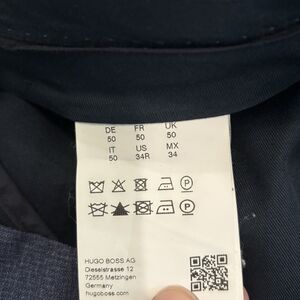 DE FR UK
50 50 50
IT US MX
50 34R 34
P
P
HUGO BOSS AG
Dieselstrasse 12
72555 Metzingen
Germany
hugoboss.com